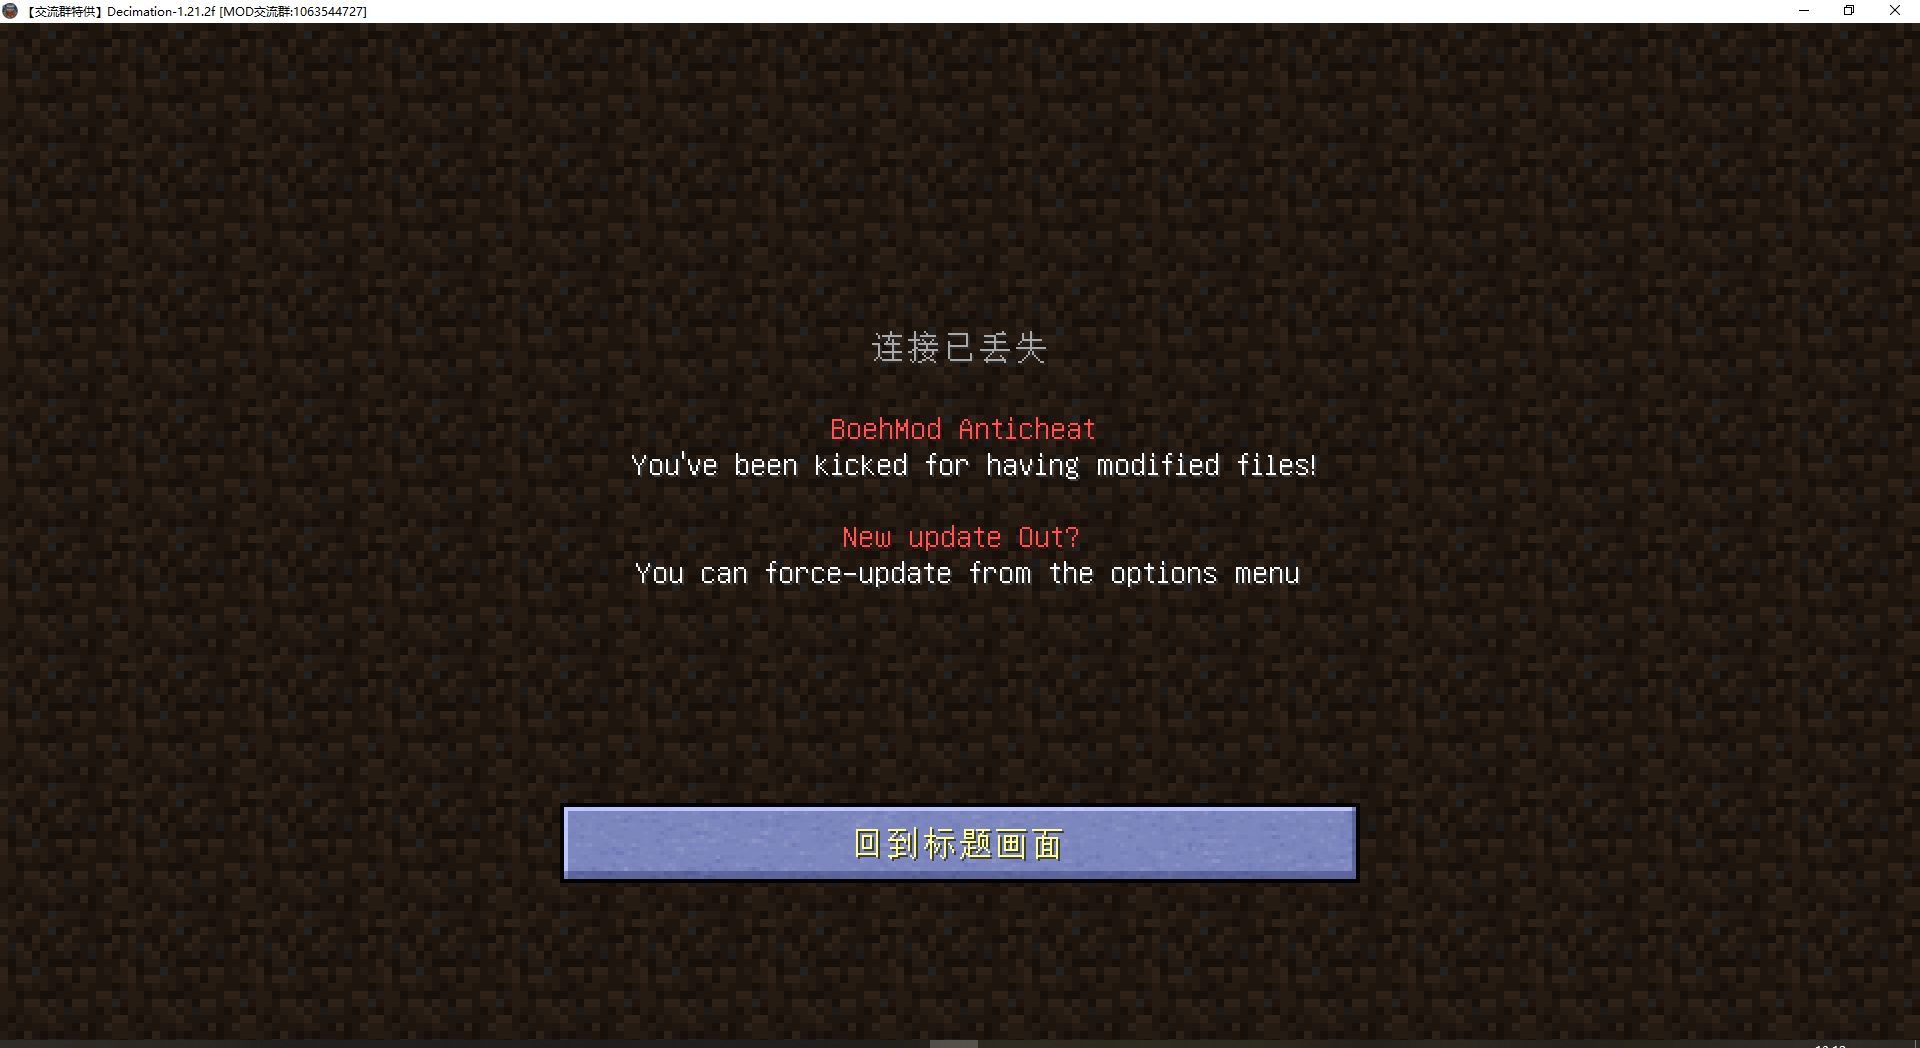 【交流群特供】Decimation-1.21.2f [MOD交流群:1063544727]
连接已丢失
BoehMod Anticheat
You've been kicked for having modified files!
New update Out?
You can force-update from the options menu
回到标题画面